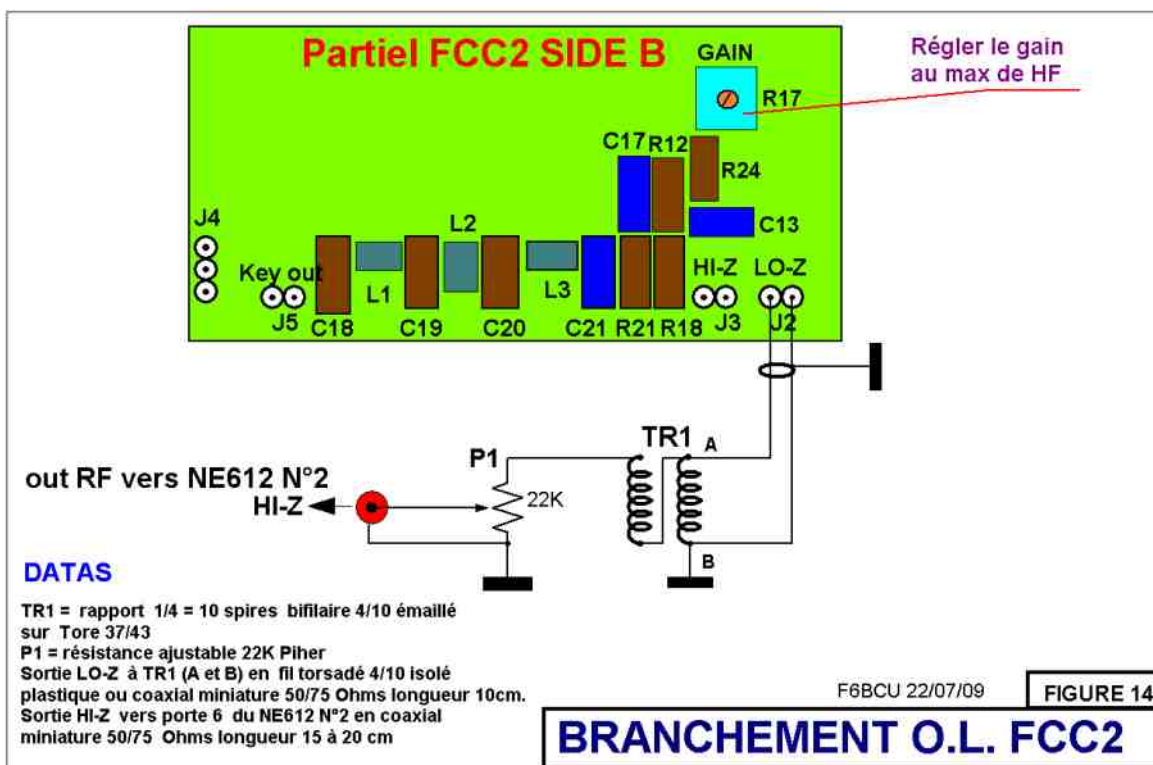 Partiel FCC2 SIDE B
GAIN
Régler le gain
au max de HF
R17
C17 R12
R24
C13
J4
L2
HI-Z LO-Z
Key out
L1
L3
J5
C18
C19
C20
C21 R21 R18
J3
J2
TR1
A
P1
out RF vers NE612 N°2
HI-Z
22K
B
DATAS
TR1 = rapport 1/4 = 10 spires bifilaire 4/10 émaillé
sur Tore 37/43
P1 = résistance ajustable 22K Piher
Sortie LO-Z à TR1 (A et B) en fil torsadé 4/10 isolé
plastique ou coaxial miniature 50/75 Ohms longueur 10cm.
Sortie HI-Z vers porte 6 du NE612 N°2 en coaxial
miniature 50/75 Ohms longueur 15 à 20 cm
F6BCU 22/07/09
FIGURE 14
BRANCHEMENT O.L. FCC2